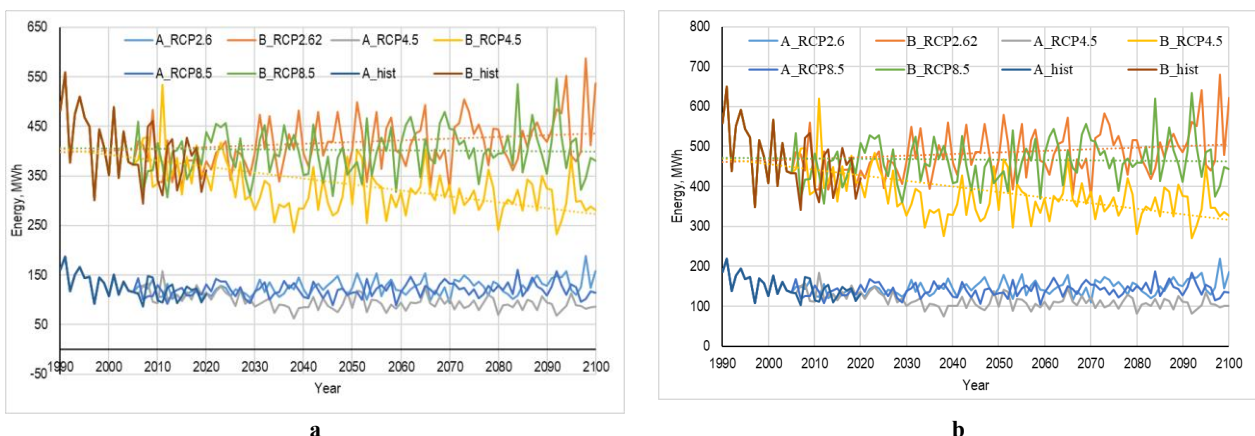 650
550
450
350
250
150
50
-50
Energy, MWh
A_RCP2.6 B_RCP2.62 A_RCP4.5 B_RCP4.5
A_RCP8.5 B_RCP8.5 A_hist B_hist
1990 2000 2010 2020 2030 2040 2050 2060 2070 2080 2090 2100
Year
a
800
700
600
500
400
300
200
100
0
Energy, MWh
A_RCP2.6 B_RCP2.62 A_RCP4.5 B_RCP4.5
A_RCP8.5 B_RCP8.5 A_hist B_hist
1990 2000 2010 2020 2030 2040 2050 2060 2070 2080 2090 2100
Year
b